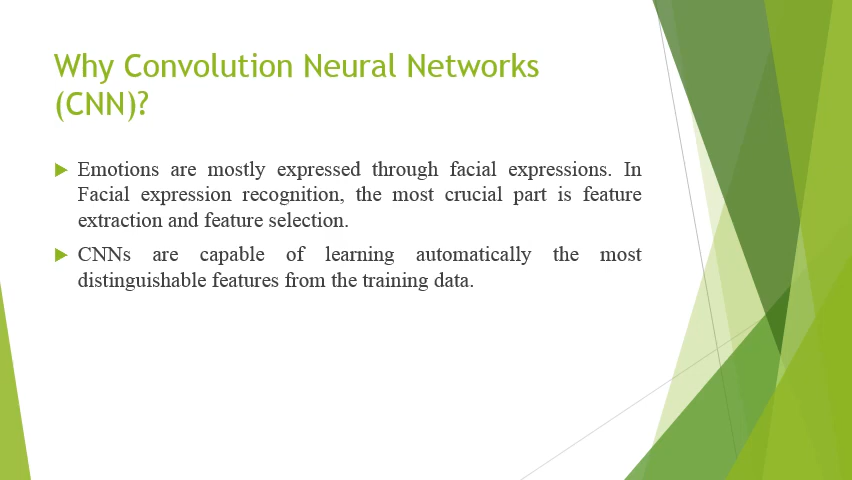 Why Convolution Neural Networks
(CNN)?
Emotions are mostly expressed through facial expressions. In
Facial expression recognition, the most crucial part is feature
extraction and feature selection.
CNNs are capable of learning automatically the most
distinguishable features from the training data.